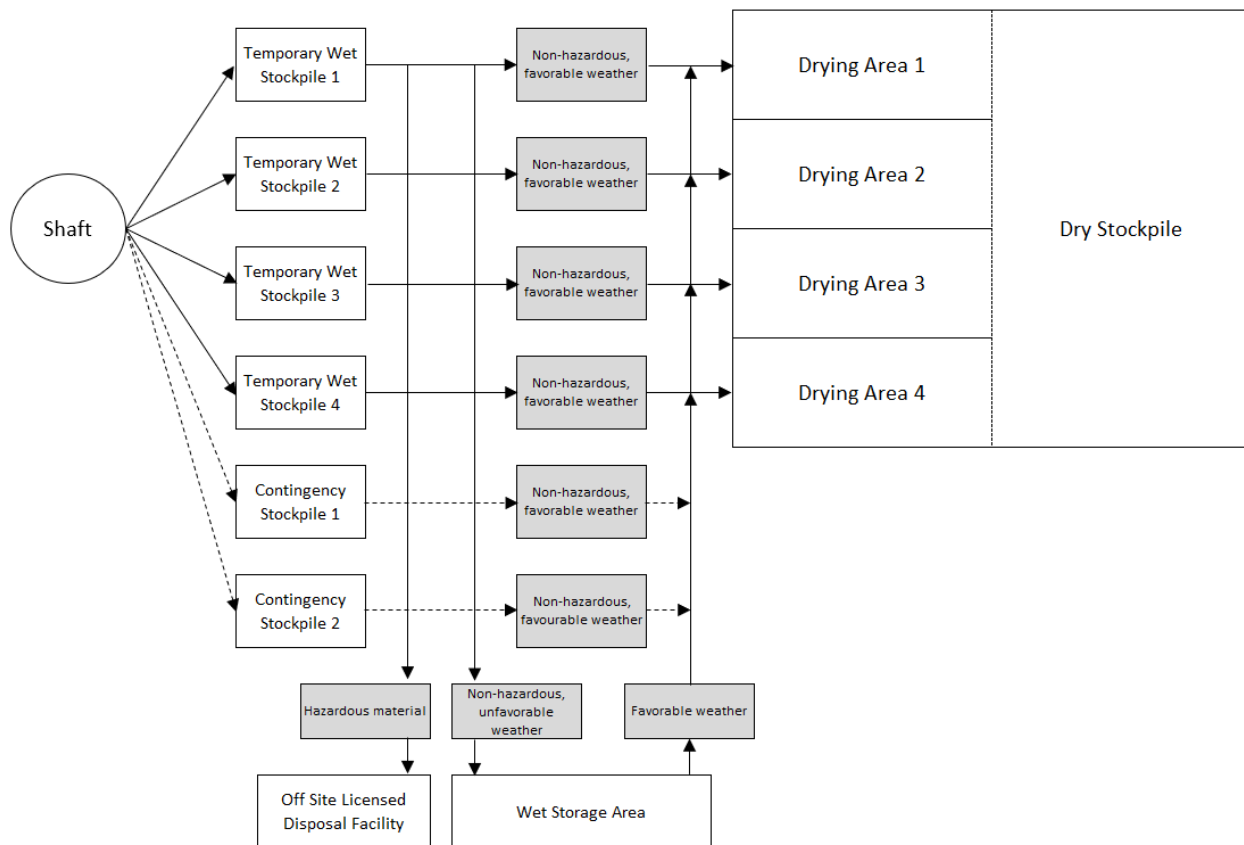 Temporary Wet
Stockpile 1
Non-hazardous,
favorable weather
Drying Area 1
Temporary Wet
Stockpile 2
Non-hazardous,
favorable weather
Drying Area 2
Shaft
Dry Stockpile
Temporary Wet
Stockpile 3
Non-hazardous,
favorable weather
Drying Area 3
Temporary Wet
Stockpile 4
Non-hazardous,
favorable weather
Drying Area 4
Contingency
Stockpile 1
Non-hazardous,
favorable weather
Contingency
Stockpile 2
Non-hazardous,
favourable weather
Hazardous material
Non-hazardous,
unfavorable
weather
Favorable weather
Off Site Licensed
Disposal Facility
Wet Storage Area